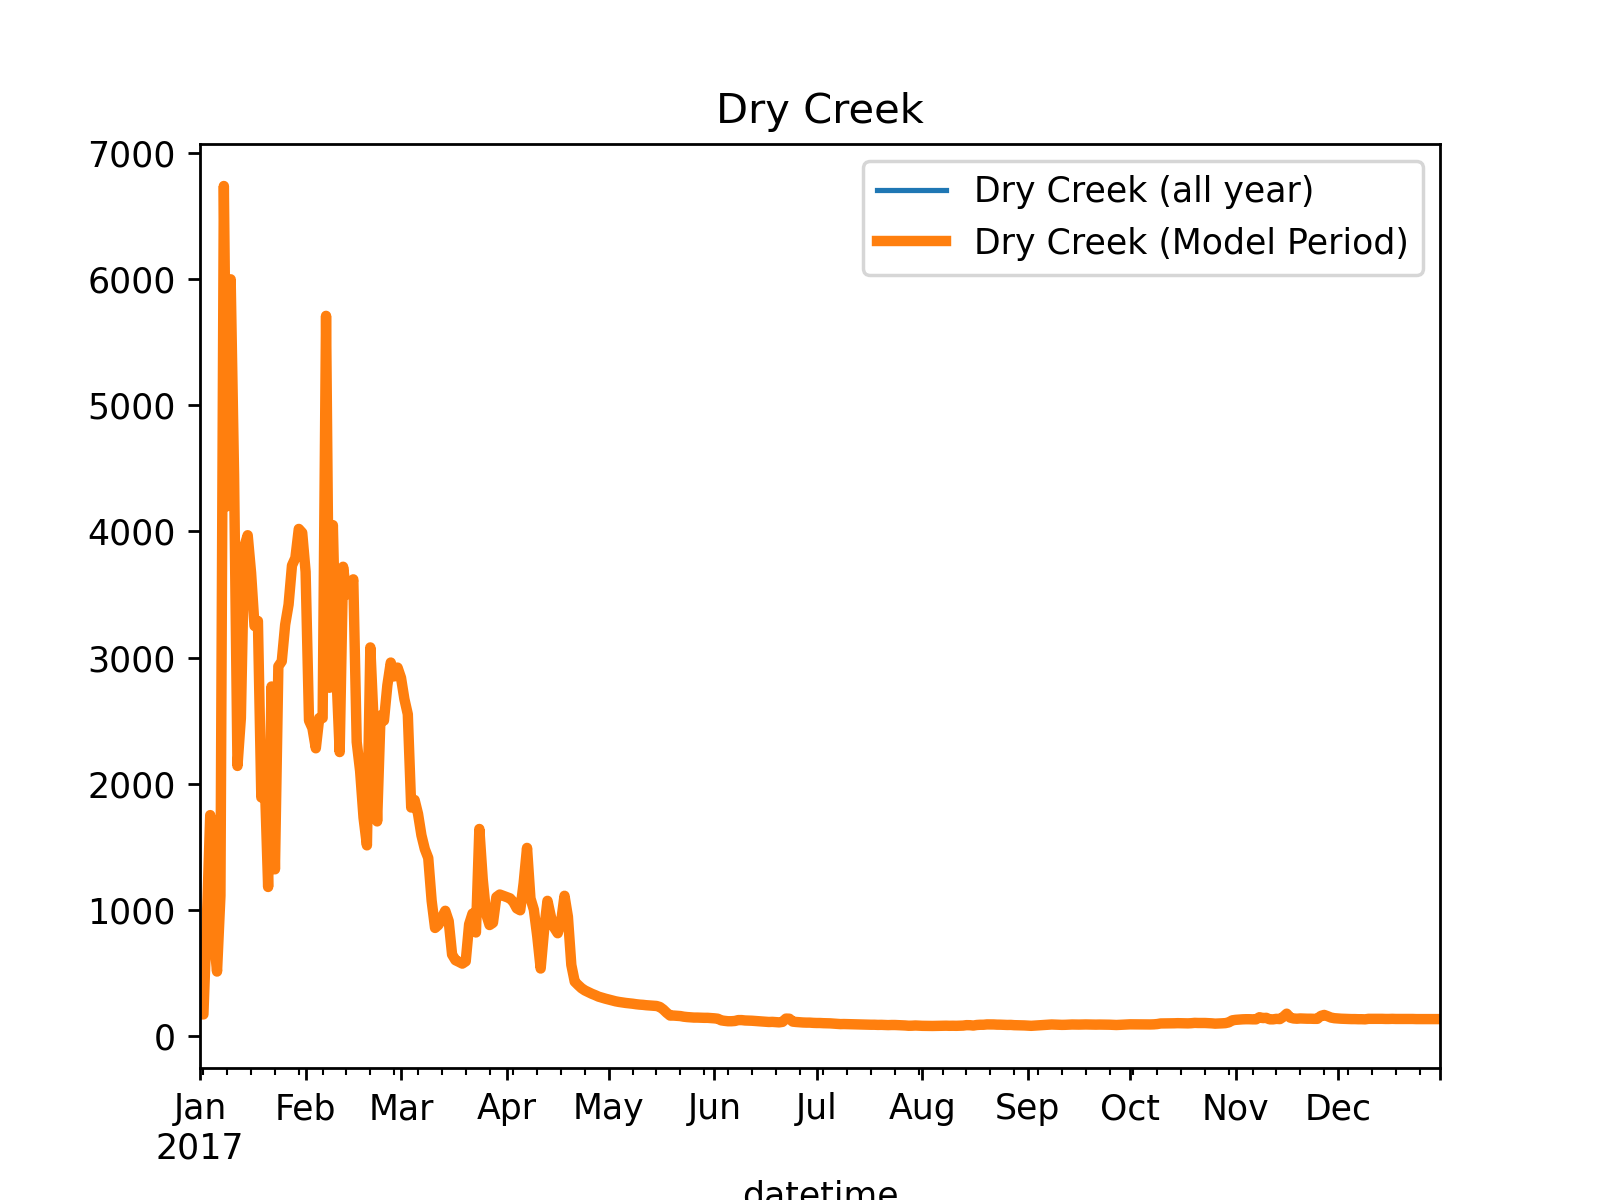 Dry Creek
7000
6000
5000
4000
3000
2000
1000
0
Dry Creek (all year)
Dry Creek (Model Period)
Jan Feb Mar Apr May Jun Jul Aug Sep Oct Nov Dec
2017
datetime